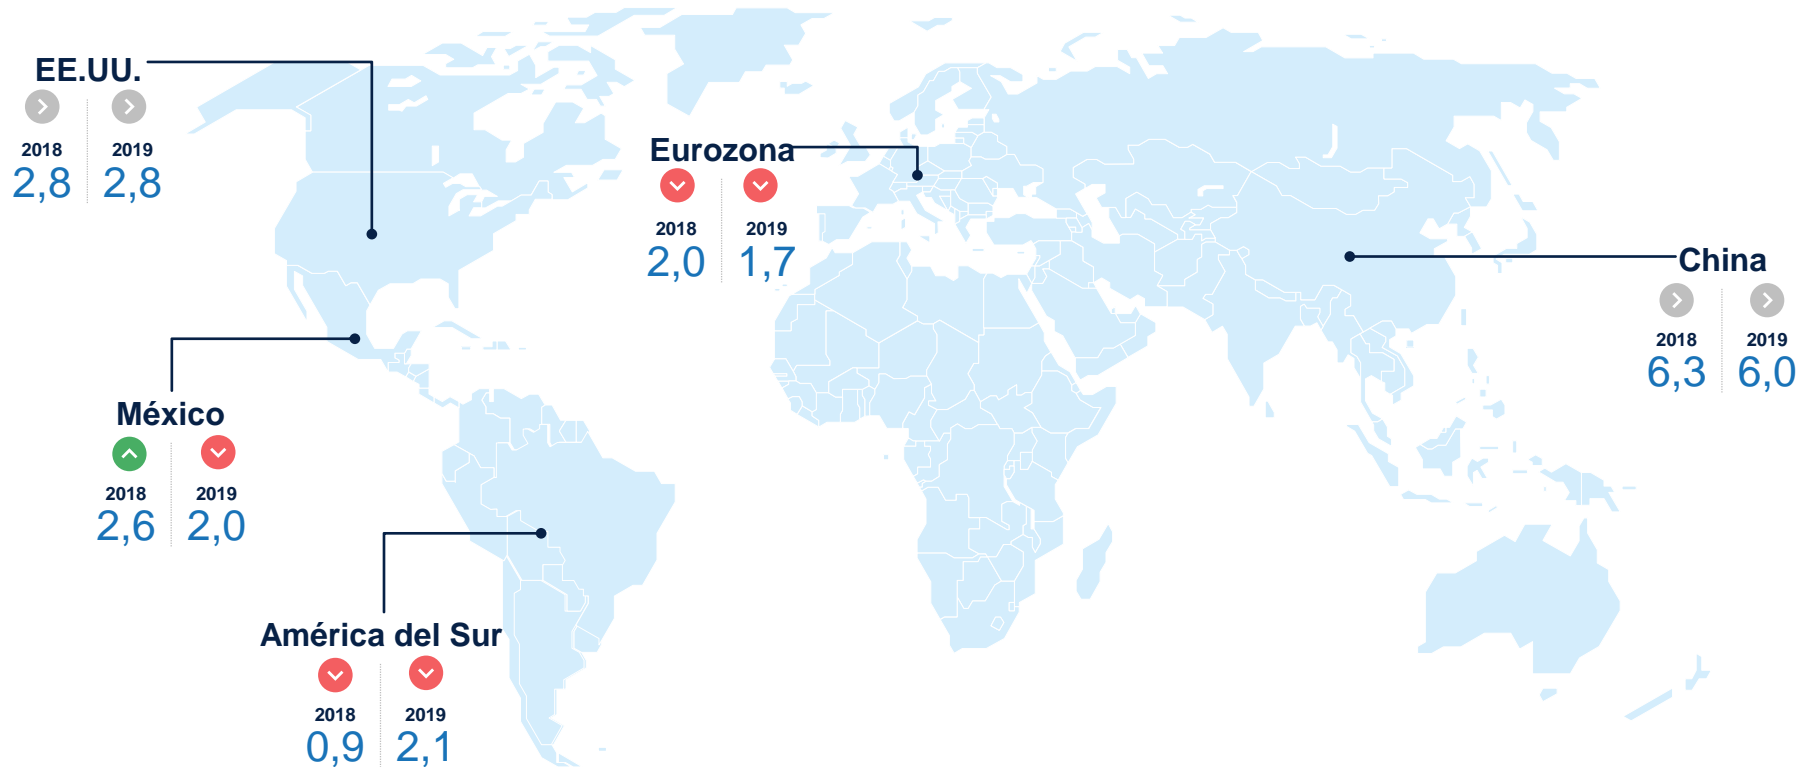 EE.UU.
2018 2019
2,8 2,8
Eurozona
2018 2019
2,0 1,7
China
2018 2019
6,3 6,0
México
2018 2019
2,6 2,0
América del Sur
2018 2019
0,9 2,1